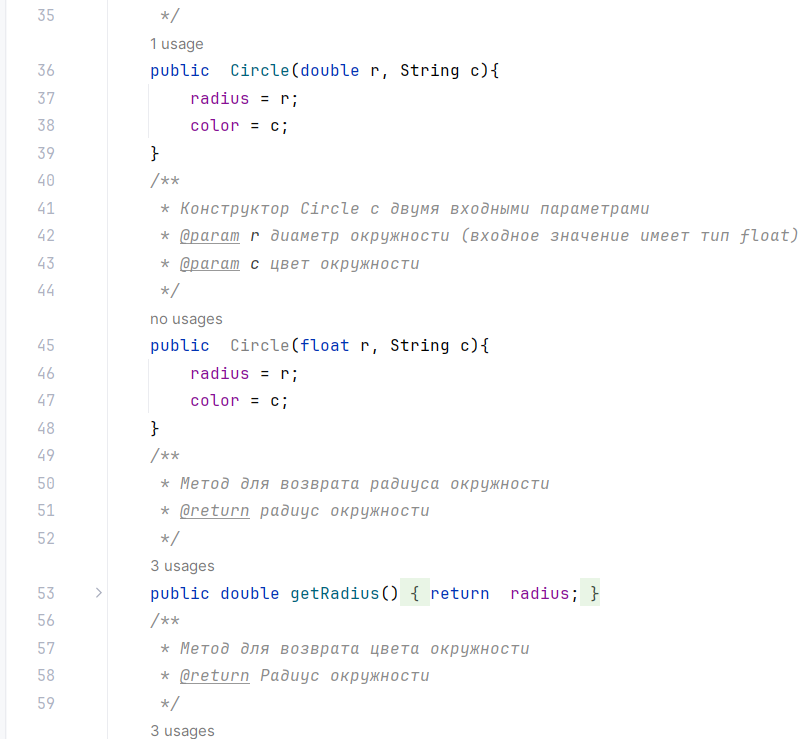 35 */
1 usage
36 public  Circle(double r, String c){
37 radius = r;
38 color = c;
39 }
40 /**
41 * Конструктор Circle с двумя входными параметрами
42 * @param r диаметр окружности (входное значение имеет тип float)
43 * @param c цвет окружности
44 */
no usages
45 public  Circle(float r, String c){
46 radius = r;
47 color = c;
48 }
49 /**
50 * Метод для возврата радиуса окружности
51 * @return радиус окружности
52 */
3 usages
53 public double getRadius() { return  radius; }
56 /**
57 * Метод для возврата цвета окружности
58 * @return Радиус окружности
59 */
3 usages